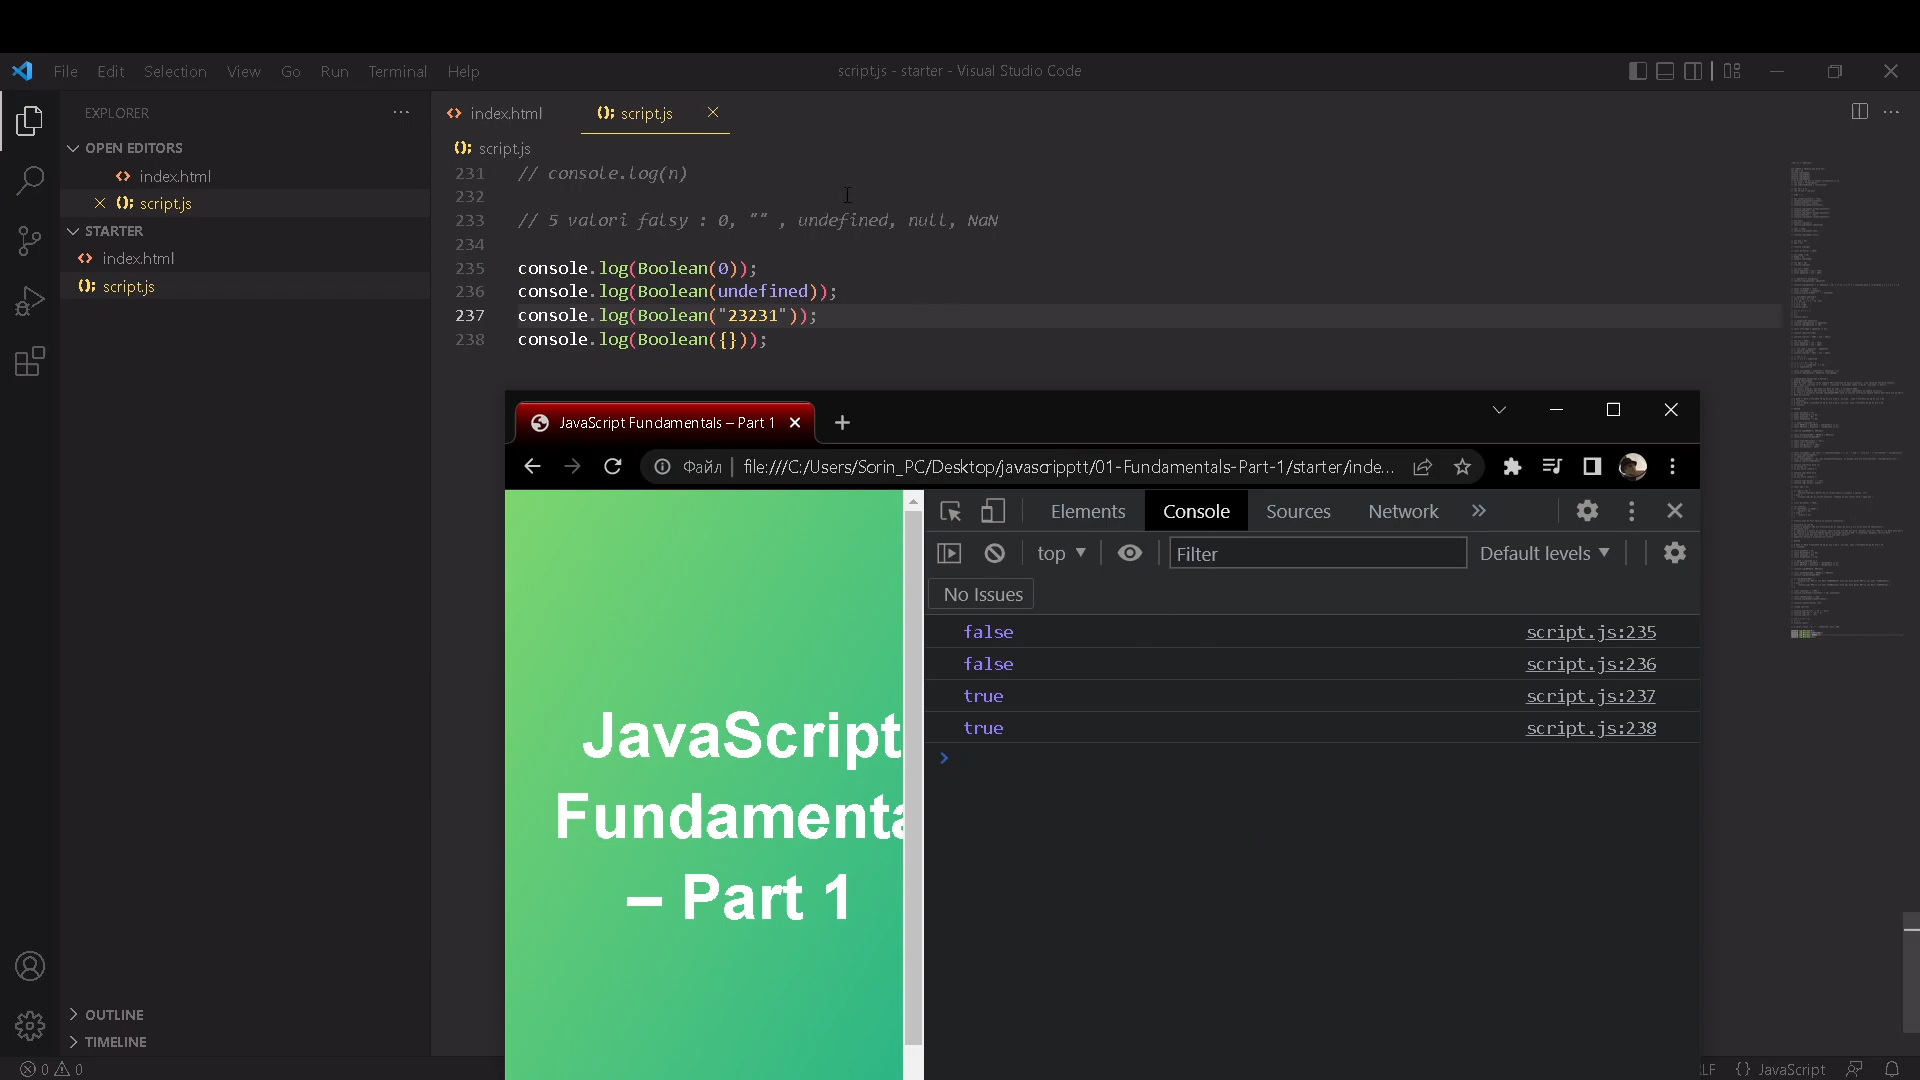 File Edit Selection View Go Run Terminal Help
script.js - starter - Visual Studio Code
EXPLORER
OPEN EDITORS
index.html
script.js
STARTER
index.html
script.js
OUTLINE
TIMELINE
index.html
script.js
script.js
231 // console.log(n)
232
233 // 5 valori falsy : 0, "" , undefined, null, NaN
234
235 console.log(Boolean(0));
236 console.log(Boolean(undefined));
237 console.log(Boolean("23231"));
238 console.log(Boolean({}));
JavaScript Fundamentals – Part 1
Файл | file:///C:/Users/Sorin_PC/Desktop/javascripptt/01-Fundamentals-Part-1/starter/inde...
Elements Console Sources Network
top Filter Default levels
No Issues
false script.js:235
false script.js:236
true script.js:237
true script.js:238
JavaScript
Fundamenta
– Part 1
0 0
LF {} JavaScript